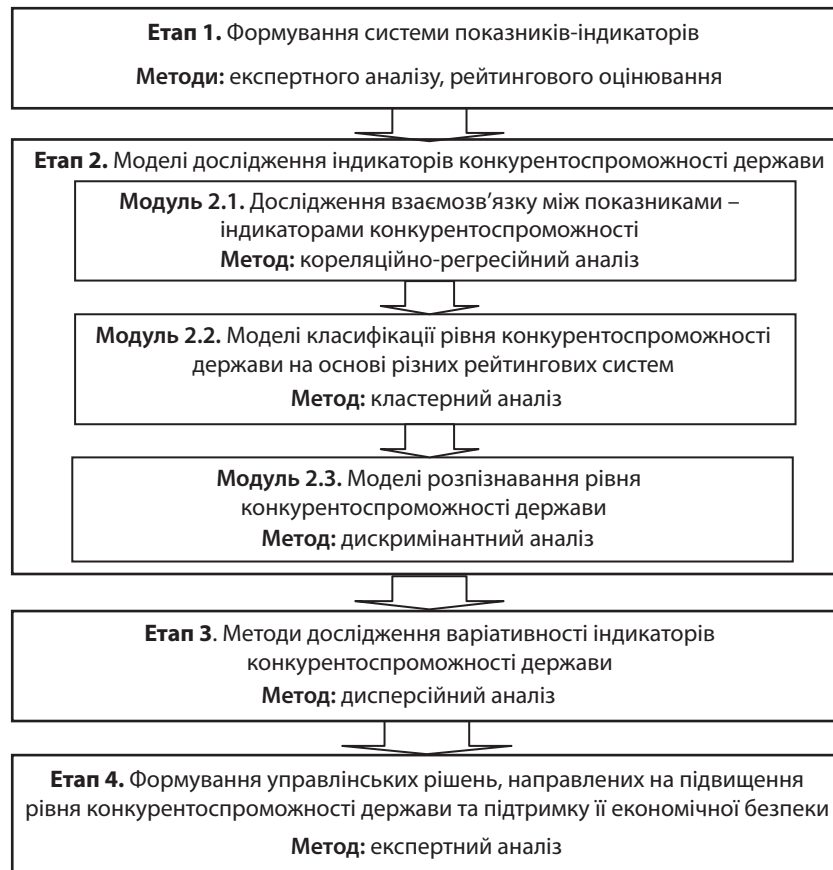 Етап 1. Формування системи показників-індикаторів
Методи: експертного аналізу, рейтингового оцінювання
Етап 2. Моделі дослідження індикаторів конкурентоспроможності держави
Модуль 2.1. Дослідження взаємозв’язку між показниками –
індикаторами конкурентоспроможності
Метод: кореляційно-регресійний аналіз
Модуль 2.2. Моделі класифікації рівня конкурентоспроможності
держави на основі різних рейтингових систем
Метод: кластерний аналіз
Модуль 2.3. Моделі розпізнавання рівня
конкурентоспроможності держави
Метод: дискримінантний аналіз
Етап 3. Методи дослідження варіативності індикаторів
конкурентоспроможності держави
Метод: дисперсійний аналіз
Етап 4. Формування управлінських рішень, направлених на підвищення
рівня конкурентоспроможності держави та підтримку її економічної безпеки
Метод: експертний аналіз